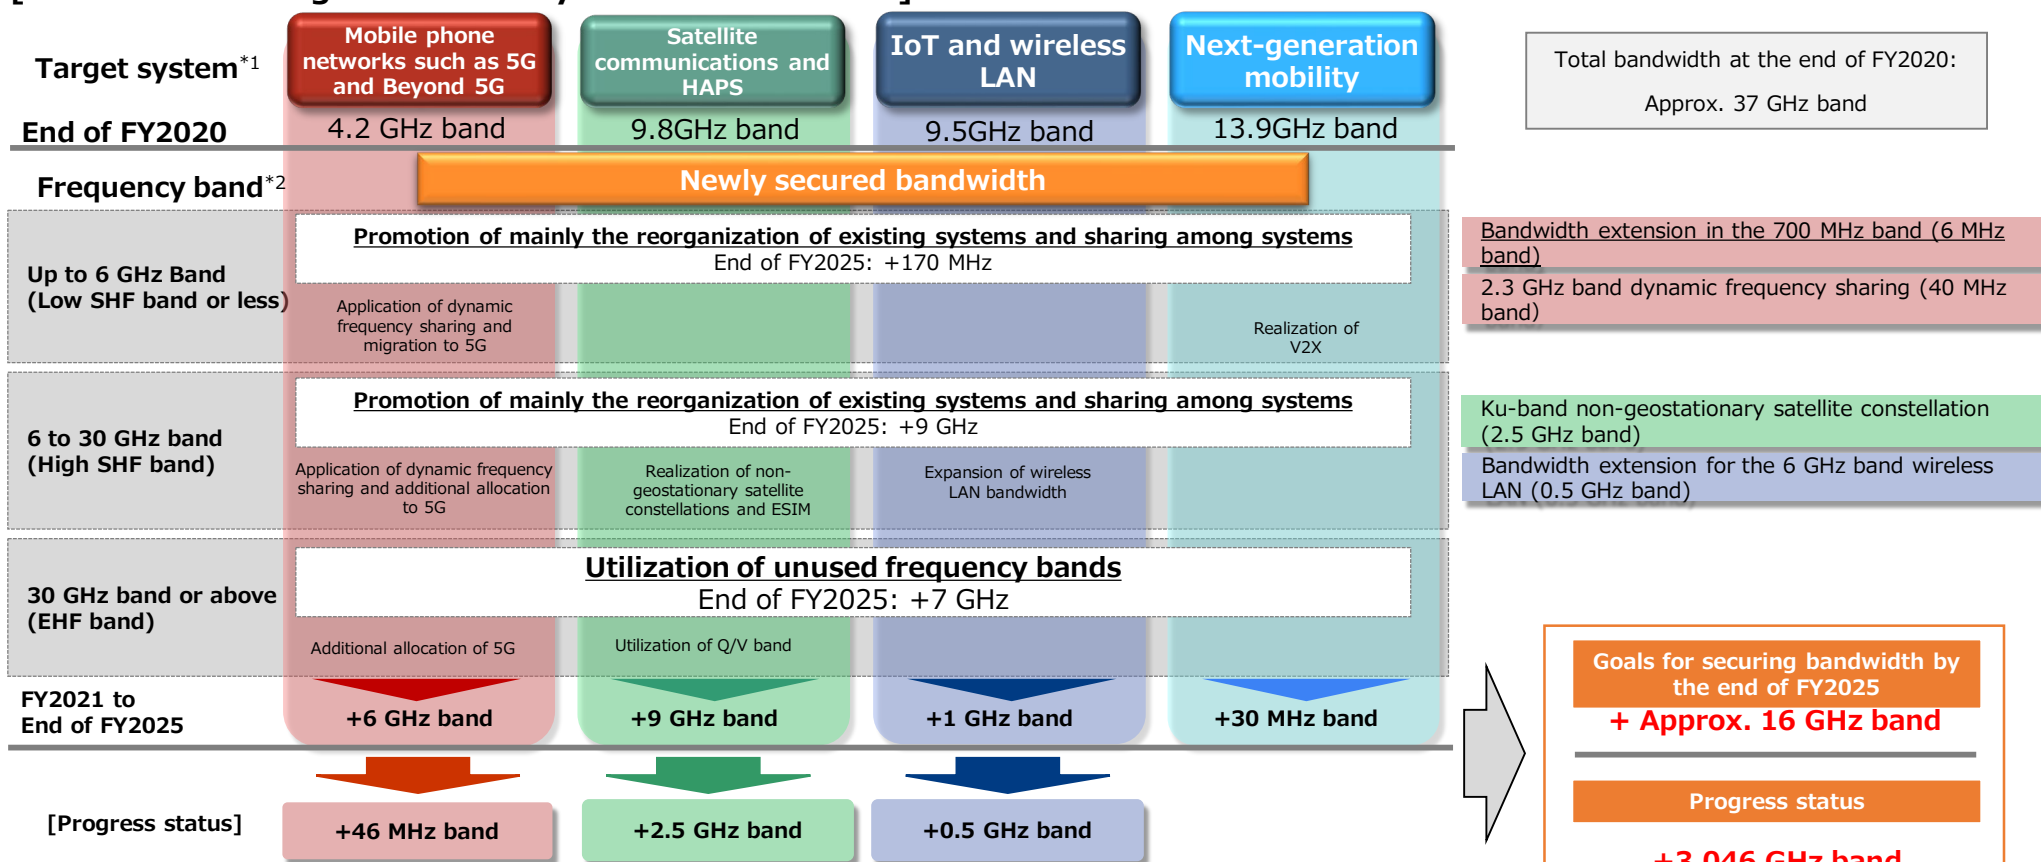 Target system*1
Mobile phone
networks such as 5G
and Beyond 5G
Satellite
communications and
HAPS
IoT and wireless
LAN
Next-generation
mobility
Total bandwidth at the end of FY2020:
Approx. 37 GHz band
End of FY2020
4.2 GHz band
9.8GHz band
9.5GHz band
13.9GHz band
Frequency band*2
Newly secured bandwidth
Up to 6 GHz Band
(Low SHF band or less)
Promotion of mainly the reorganization of existing systems and sharing among systems
End of FY2025: +170 MHz
Application of dynamic
frequency sharing and
migration to 5G
Realization of
V2X
Bandwidth extension in the 700 MHz band (6 MHz
band)
2.3 GHz band dynamic frequency sharing (40 MHz
band)
6 to 30 GHz band
(High SHF band)
Promotion of mainly the reorganization of existing systems and sharing among systems
End of FY2025: +9 GHz
Application of dynamic frequency
sharing and additional allocation
to 5G
Realization of non-
geostationary satellite
constellations and ESIM
Expansion of wireless
LAN bandwidth
Ku-band non-geostationary satellite constellation
(2.5 GHz band)
Bandwidth extension for the 6 GHz band wireless
LAN (0.5 GHz band)
30 GHz band or above
(EHF band)
Utilization of unused frequency bands
End of FY2025: +7 GHz
Additional allocation of 5G
Utilization of Q/V band
FY2021 to
End of FY2025
+6 GHz band
+9 GHz band
+1 GHz band
+30 MHz band
Goals for securing bandwidth by
the end of FY2025
+ Approx. 16 GHz band
Progress status
+3.046 GHz band
[Progress status]
+46 MHz band
+2.5 GHz band
+0.5 GHz band